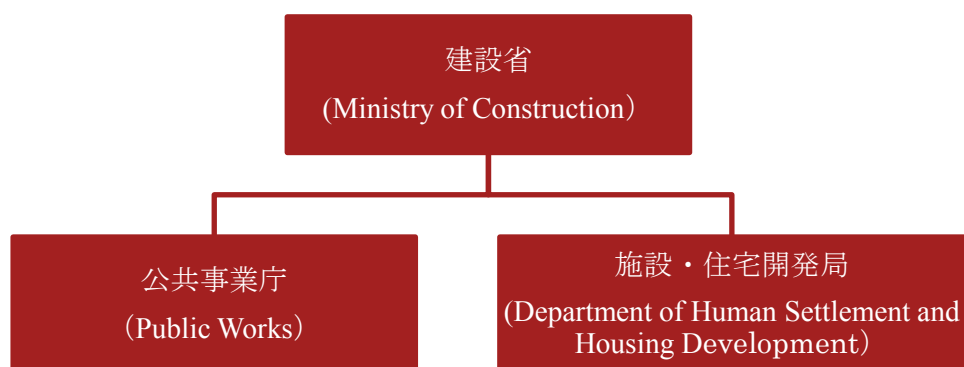 建設省
(Ministry of Construction）
公共事業庁
（Public Works）
施設・住宅開発局
(Department of Human Settlement and
Housing Development）